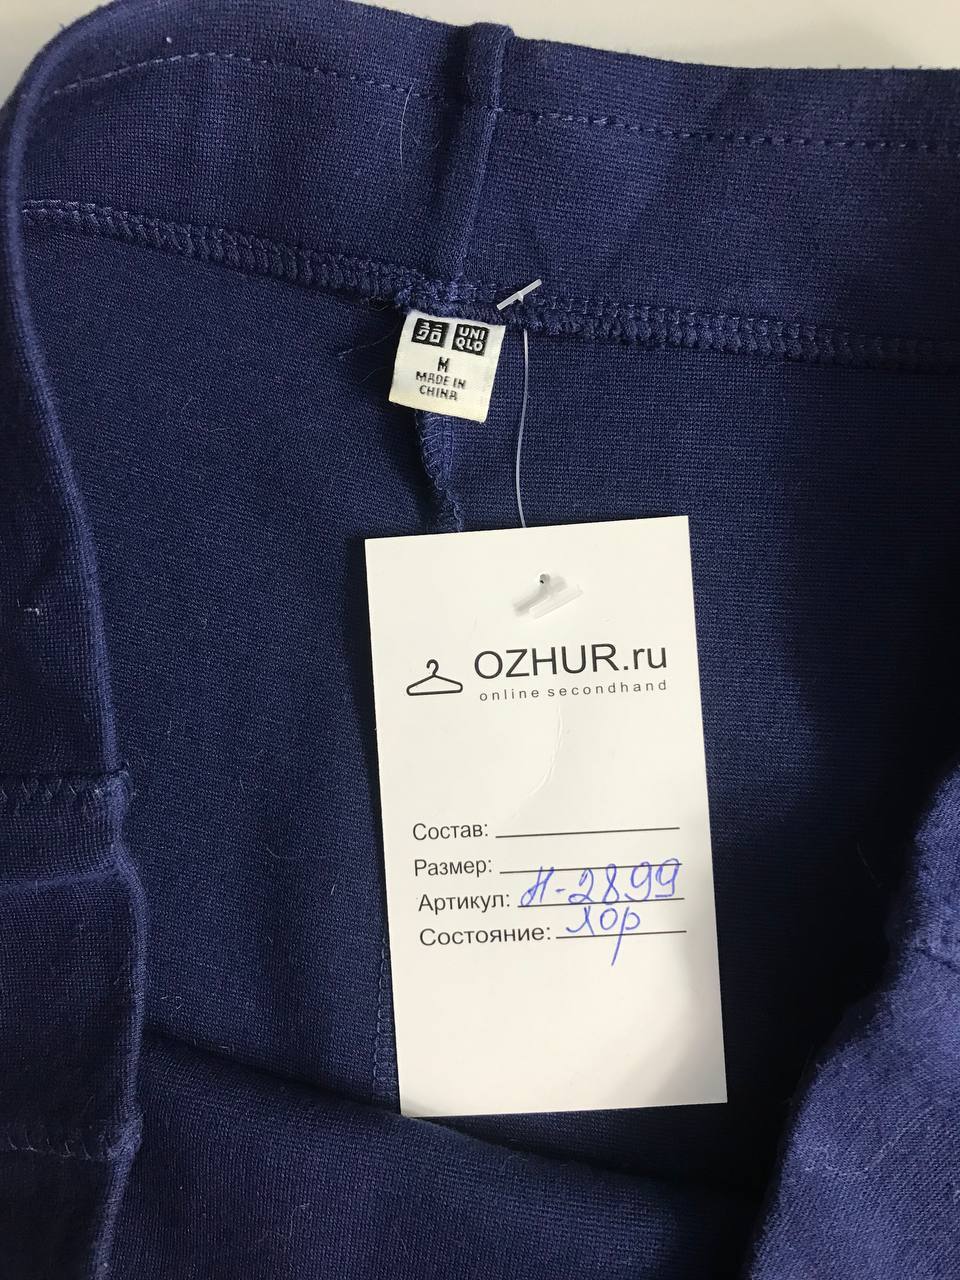 ユニ UNI
クロ QLO
M
MADE IN
CHINA
OZHUR.ru
online secondhand
Состав:
Размер:
Артикул: Н-2899
Состояние: хор